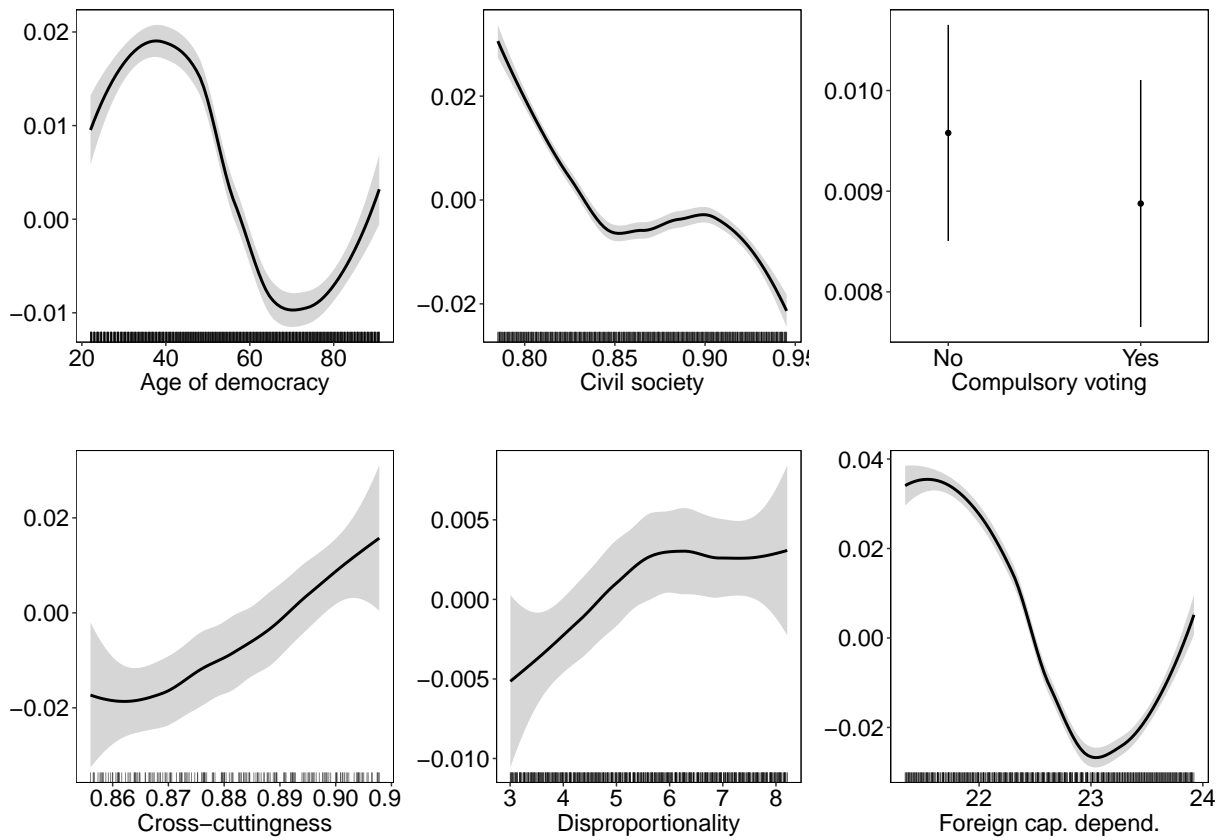 0.02
0.01
0.00
−0.01
20 40 60 80
Age of democracy
0.02
0.00
−0.02
0.80 0.85 0.90 0.95
Civil society
0.010
0.009
0.008
No Yes
Compulsory voting
0.02
0.00
−0.02
0.86 0.87 0.88 0.89 0.90 0.9
Cross−cuttingness
0.005
0.000
−0.005
−0.010
3 4 5 6 7 8
Disproportionality
0.04
0.02
0.00
−0.02
22 23 24
Foreign cap. depend.